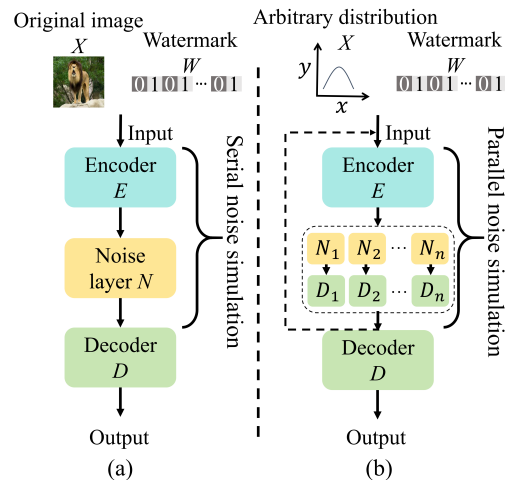 Original image
X
Watermark
W
0 1 0 1 ... 0 1
Input
Encoder
E
Noise
layer N
Decoder
D
Output
(a)
Serial noise simulation
Arbitrary distribution
X
y
x
Watermark
W
0 1 0 1 ... 0 1
Input
Encoder
E
N₁ N₂ ... Nₙ
D₁ D₂ ... Dₙ
Decoder
D
Output
(b)
Parallel noise simulation